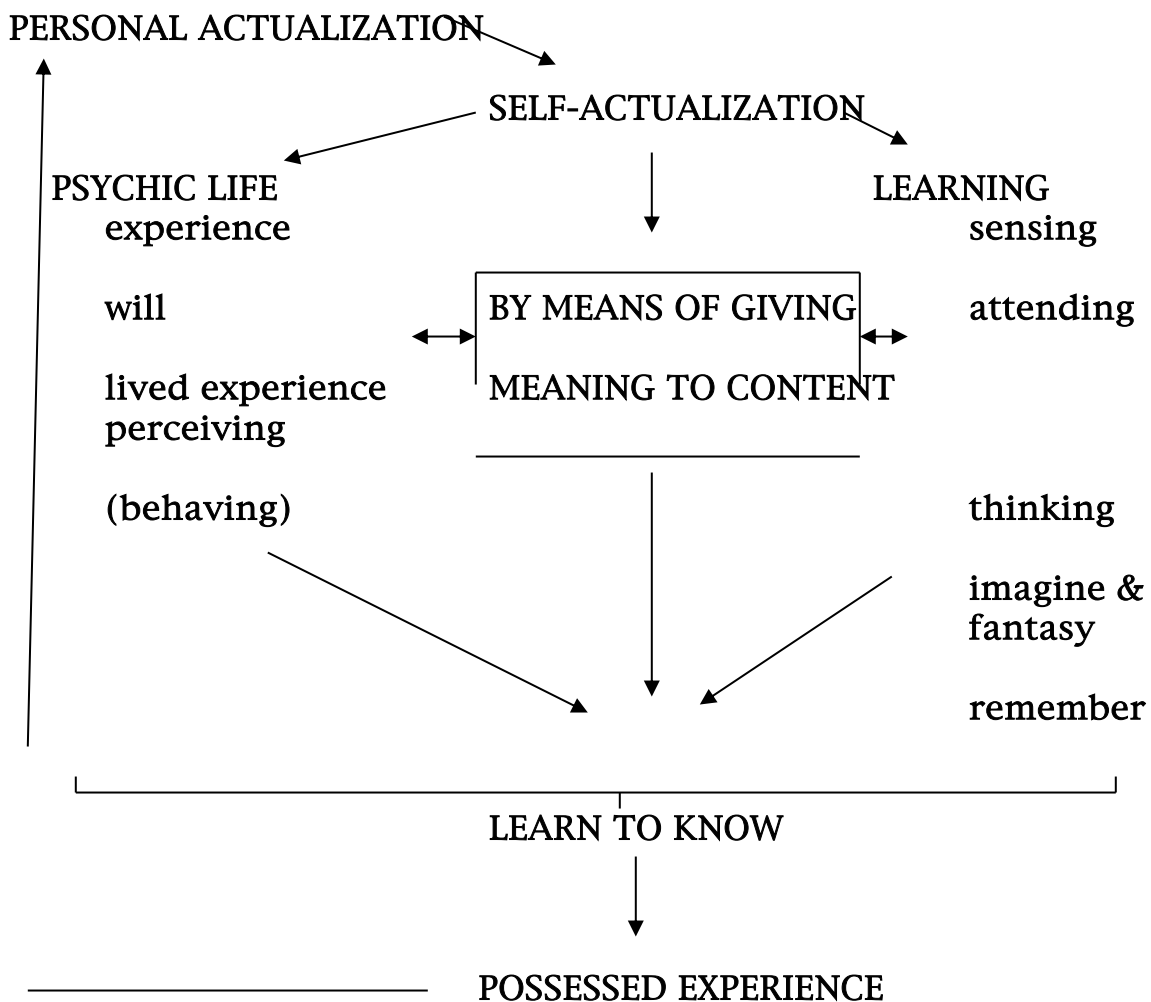 PERSONAL ACTUALIZATION
SELF-ACTUALIZATION
PSYCHIC LIFE
experience
will
lived experience
perceiving
(behaving)
BY MEANS OF GIVING
MEANING TO CONTENT
LEARNING
sensing
attending
thinking
imagine &
fantasy
remember
LEARN TO KNOW
POSSESSED EXPERIENCE